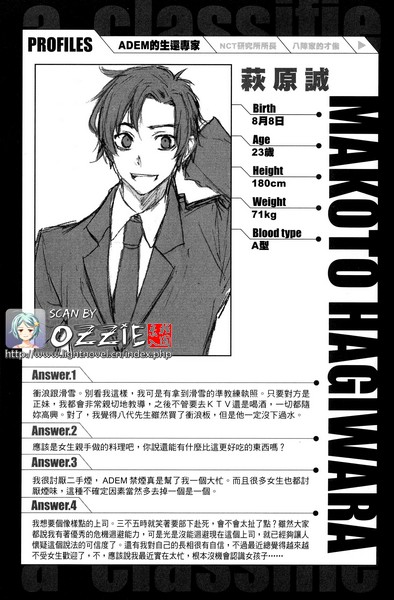 a classifie
PROFILES
ADEM的生還專家
NCT研究所所長
八陣家的才俊
萩原誠
Birth
8月8日
Age
23歲
Height
180cm
Weight
71kg
Blood type
A型
MAKOTO HAGIWARA
SCAN BY
OZZIE
http://www.lightnovel.cn/index.php
Answer.1
衝浪跟滑雪。別看我這樣，我可是有拿到滑雪的準教練執照。只要對方是
正妹，我都會非常親切地教導，之後不管要去KTV還是喝酒，一切都隨
妳高興。對了，我覺得八代先生雖然買了衝浪板，但是他一定沒下過水。
Answer.2
應該是女生親手做的料理吧，你說還能有什麼比這更好吃的東西嗎？
Answer.3
我很討厭二手煙，ADEM禁煙真是幫了我一個大忙。而且很多女生也都討
厭煙味，這種不確定因素當然多去掉一個是一個。
Answer.4
我想要個像樣點的上司。三不五時就笑著要部下赴死，會不會太扯了點？雖然大家
都說我有著優秀的危機迴避能力，可是光是沒能迴避現在這個上司，就已經夠讓人
懷疑這個說法的可信度了。還有我對自己的長相很有自信，不過最近總覺得越來越
不受女生歡迎了，不，應該說我最近實在太忙，根本沒機會認識女孩子……
a classifie